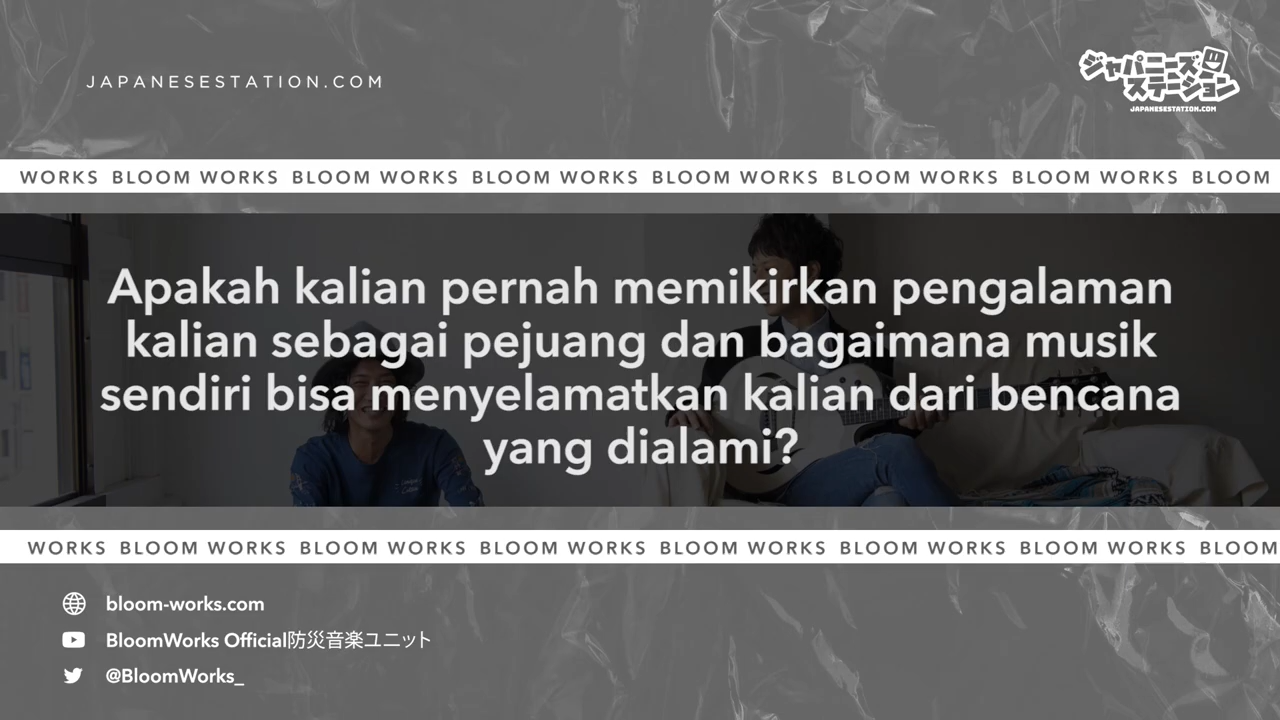 JAPANESESTATION.COM
ジャパニーズ
ステーション
JAPANESESTATION.COM
WORKS BLOOM WORKS BLOOM WORKS BLOOM WORKS BLOOM WORKS BLOOM WORKS BLOOM WORKS BLOOM
Apakah kalian pernah memikirkan pengalaman
kalian sebagai pejuang dan bagaimana musik
sendiri bisa menyelamatkan kalian dari bencana
yang dialami?
WORKS BLOOM WORKS BLOOM WORKS BLOOM WORKS BLOOM WORKS BLOOM WORKS BLOOM WORKS BLOOM
bloom-works.com
BloomWorks Official防災音楽ユニット
@BloomWorks_